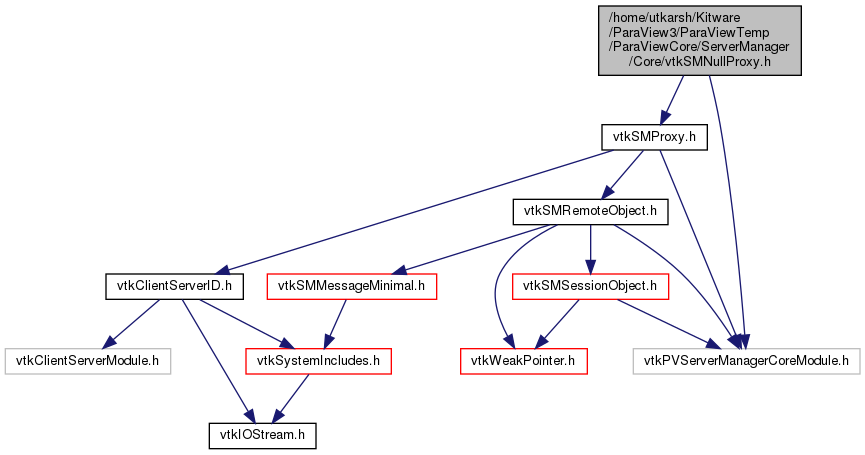 /home/utkarsh/Kitware
/ParaView3/ParaViewTemp
/ParaViewCore/ServerManager
/Core/vtkSMNullProxy.h
vtkSMProxy.h
vtkSMRemoteObject.h
vtkClientServerID.h
vtkSMMessageMinimal.h
vtkSMSessionObject.h
vtkClientServerModule.h
vtkSystemIncludes.h
vtkWeakPointer.h
vtkPVServerManagerCoreModule.h
vtkIOStream.h